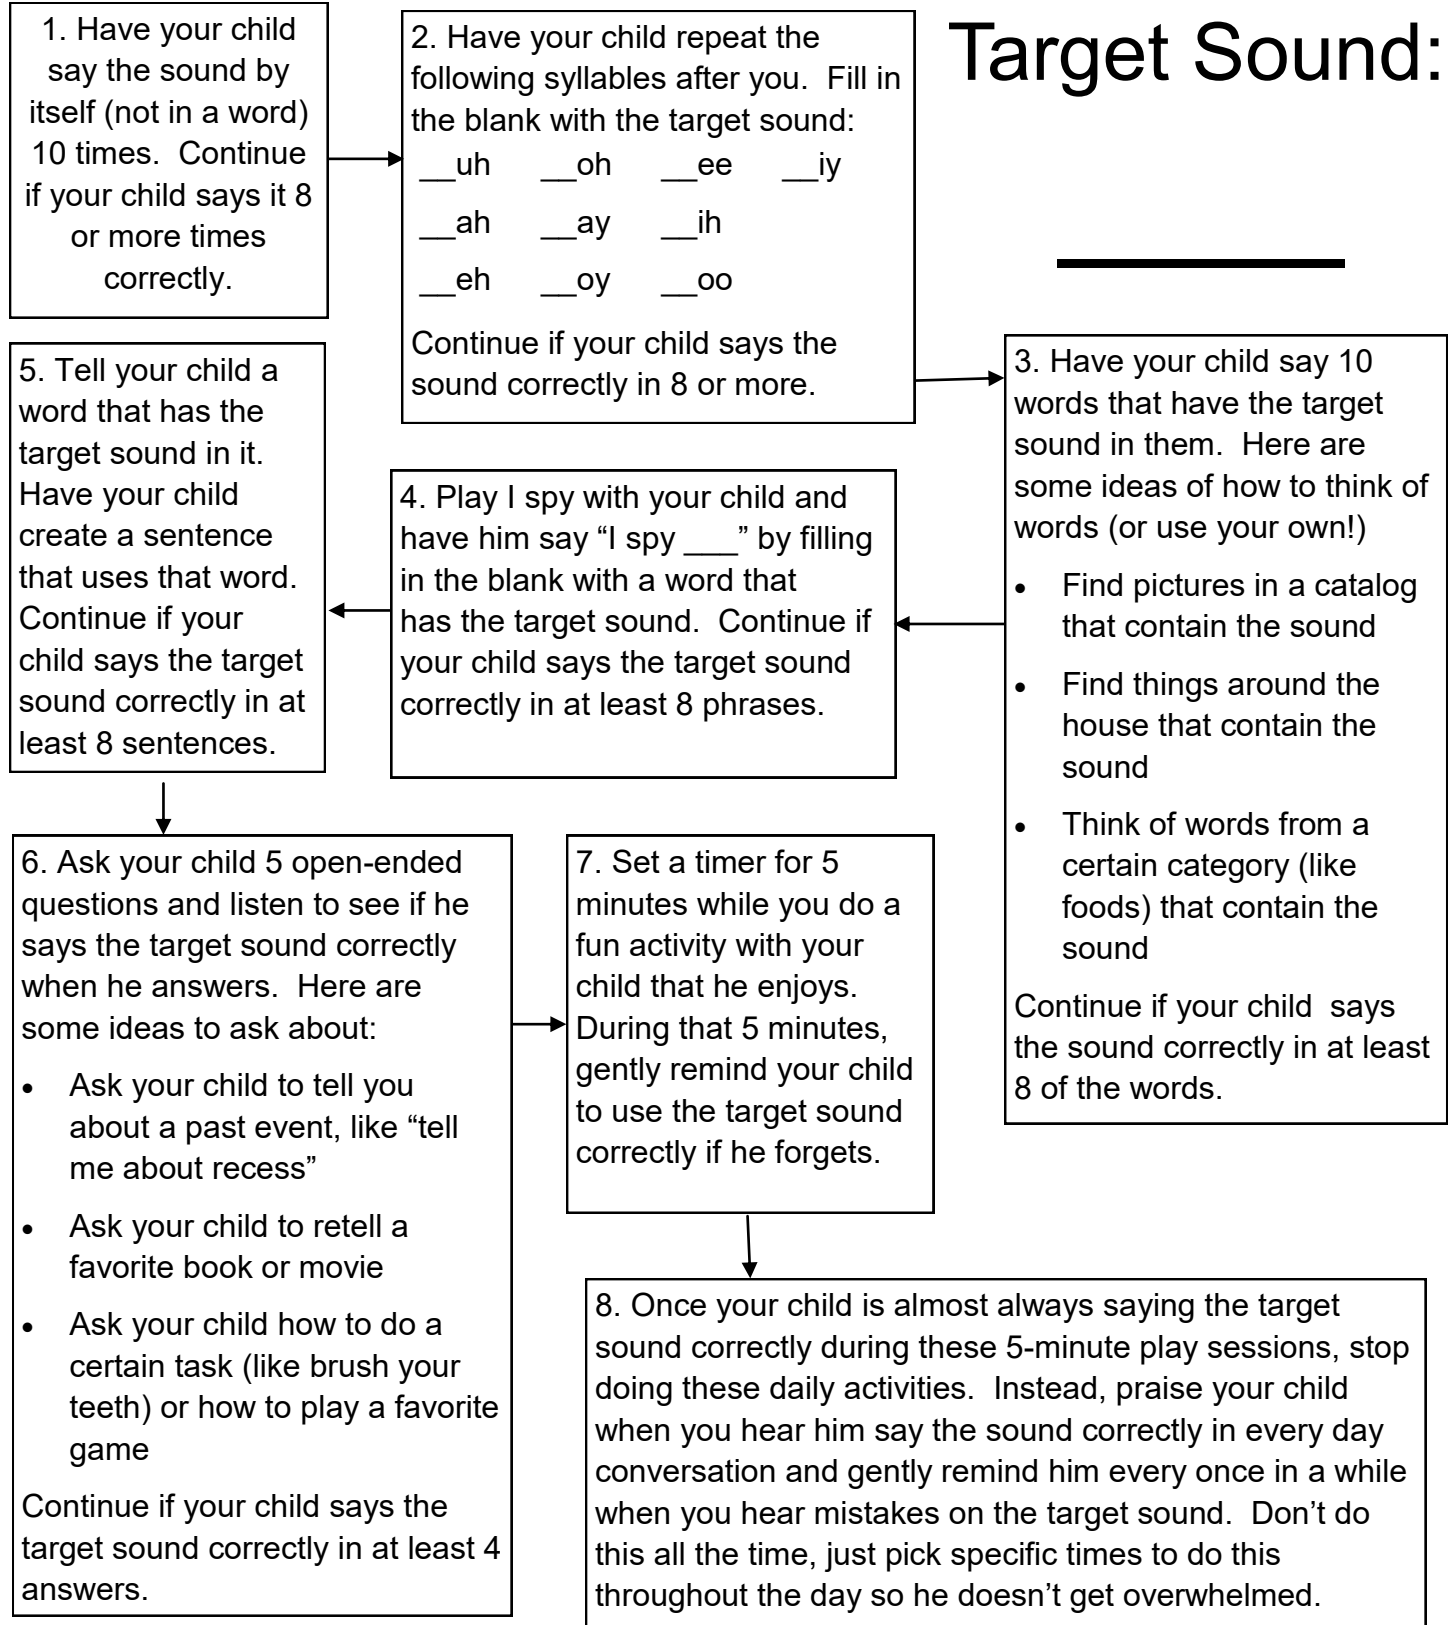 Target Sound:
1. Have your child
say the sound by
itself (not in a word)
10 times.  Continue
if your child says it 8
or more times
correctly.
2. Have your child repeat the
following syllables after you.  Fill in
the blank with the target sound:
__uh __oh __ee __iy
__ah __ay __ih
__eh __oy __oo
Continue if your child says the
sound correctly in 8 or more.
3. Have your child say 10
words that have the target
sound in them.  Here are
some ideas of how to think of
words (or use your own!)
• Find pictures in a catalog
that contain the sound
• Find things around the
house that contain the
sound
• Think of words from a
certain category (like
foods) that contain the
sound
Continue if your child  says
the sound correctly in at least
8 of the words.
4. Play I spy with your child and
have him say “I spy ___” by filling
in the blank with a word that
has the target sound.  Continue if
your child says the target sound
correctly in at least 8 phrases.
5. Tell your child a
word that has the
target sound in it.
Have your child
create a sentence
that uses that word.
Continue if your
child says the target
sound correctly in at
least 8 sentences.
6. Ask your child 5 open-ended
questions and listen to see if he
says the target sound correctly
when he answers.  Here are
some ideas to ask about:
• Ask your child to tell you
about a past event, like “tell
me about recess”
• Ask your child to retell a
favorite book or movie
• Ask your child how to do a
certain task (like brush your
teeth) or how to play a favorite
game
Continue if your child says the
target sound correctly in at least 4
answers.
7. Set a timer for 5
minutes while you do a
fun activity with your
child that he enjoys.
During that 5 minutes,
gently remind your child
to use the target sound
correctly if he forgets.
8. Once your child is almost always saying the target
sound correctly during these 5-minute play sessions, stop
doing these daily activities.  Instead, praise your child
when you hear him say the sound correctly in every day
conversation and gently remind him every once in a while
when you hear mistakes on the target sound.  Don’t do
this all the time, just pick specific times to do this
throughout the day so he doesn’t get overwhelmed.